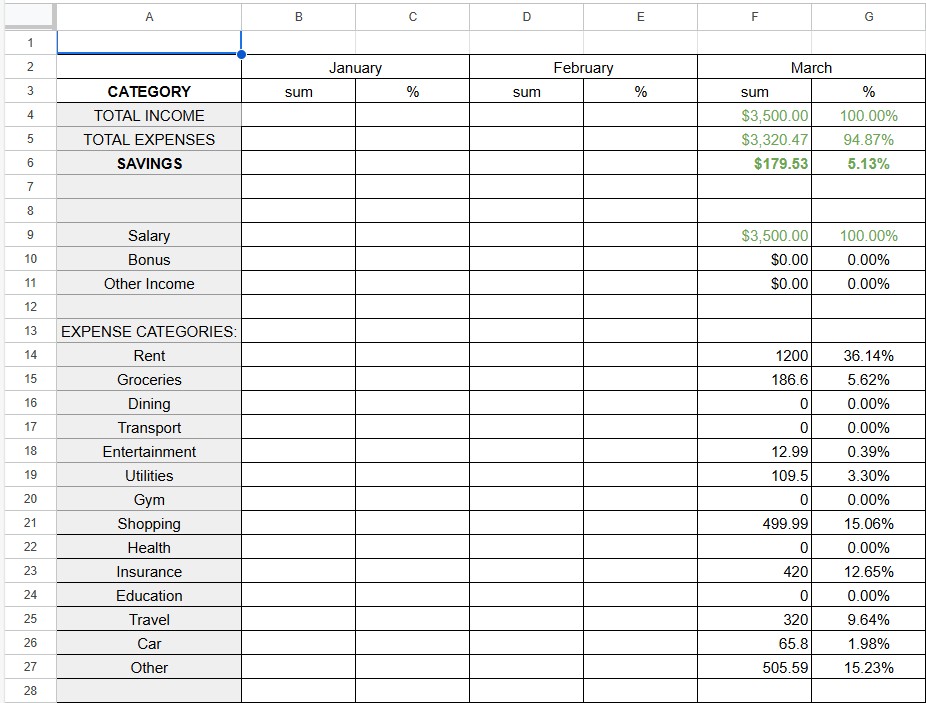 A B C D E F G
1
2 January February March
3 CATEGORY sum % sum % sum %
4 TOTAL INCOME $3,500.00 100.00%
5 TOTAL EXPENSES $3,320.47 94.87%
6 SAVINGS $179.53 5.13%
7
8
9 Salary $3,500.00 100.00%
10 Bonus $0.00 0.00%
11 Other Income $0.00 0.00%
12
13 EXPENSE CATEGORIES:
14 Rent 1200 36.14%
15 Groceries 186.6 5.62%
16 Dining 0 0.00%
17 Transport 0 0.00%
18 Entertainment 12.99 0.39%
19 Utilities 109.5 3.30%
20 Gym 0 0.00%
21 Shopping 499.99 15.06%
22 Health 0 0.00%
23 Insurance 420 12.65%
24 Education 0 0.00%
25 Travel 320 9.64%
26 Car 65.8 1.98%
27 Other 505.59 15.23%
28